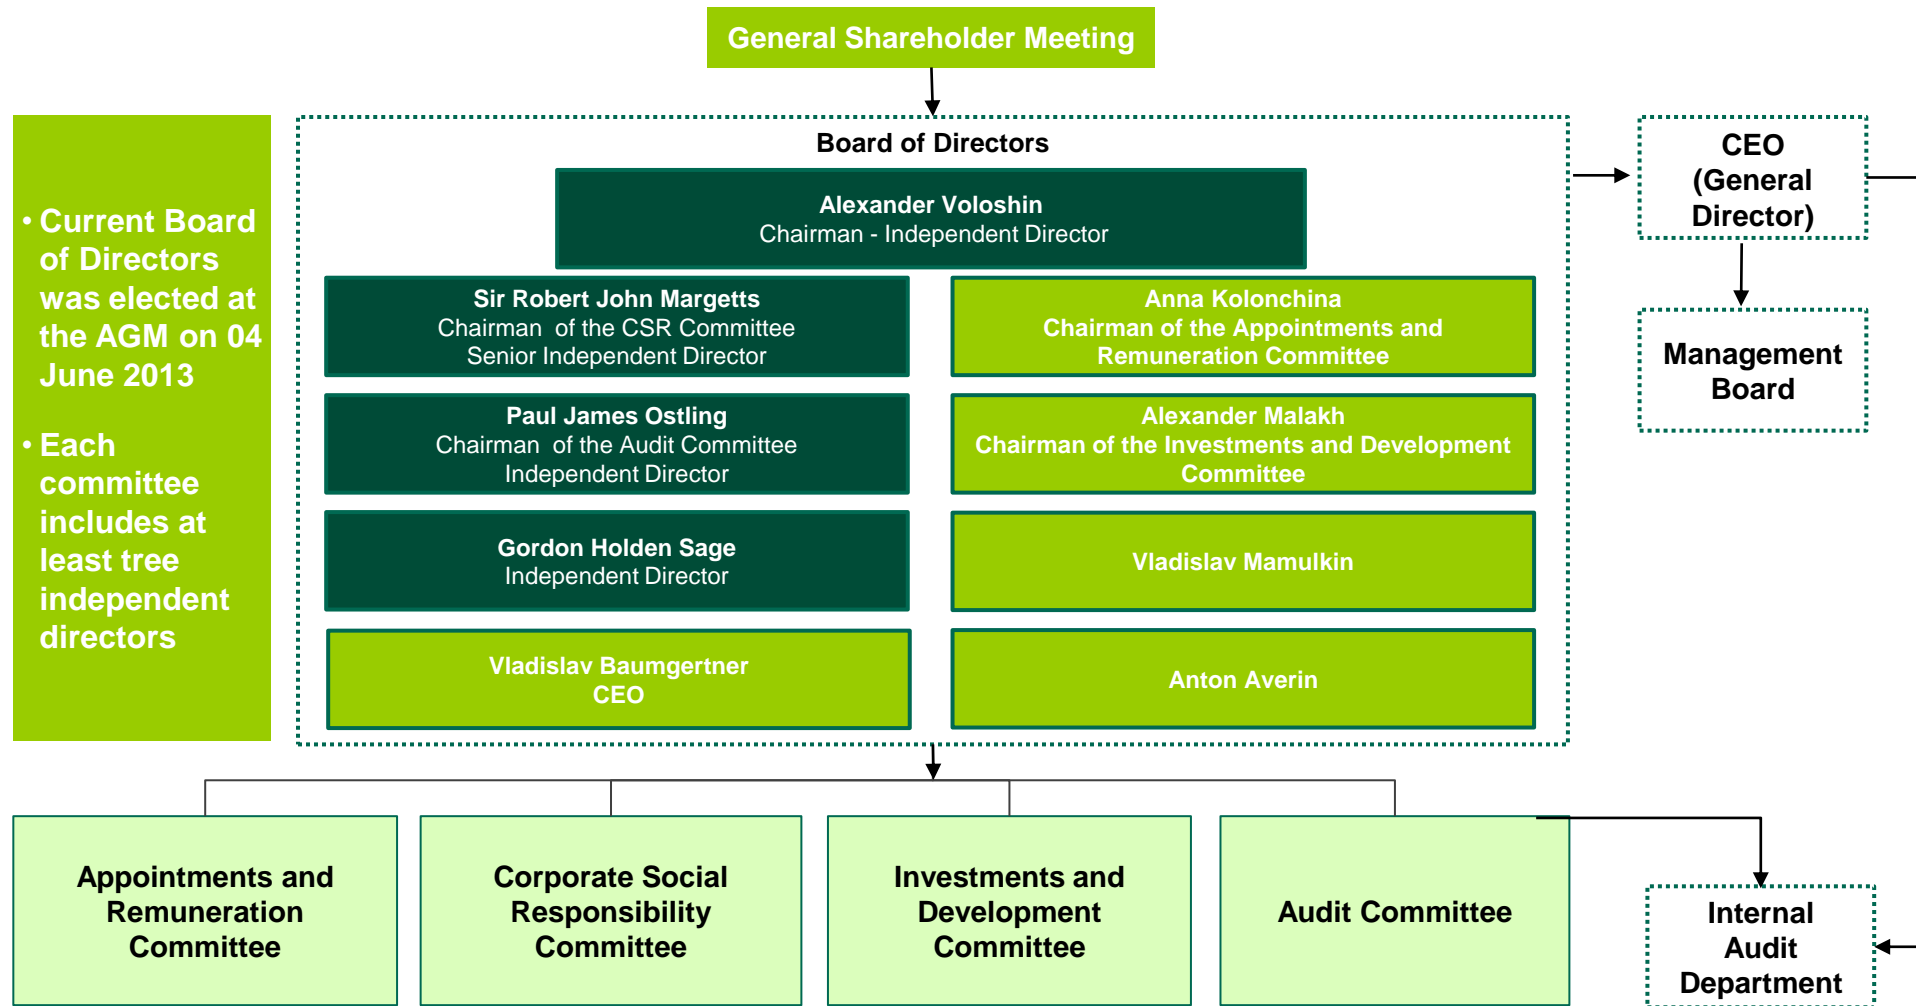 General Shareholder Meeting
• Current Board
of Directors
was elected at
the AGM on 04
June 2013
• Each
committee
includes at
least tree
independent
directors
Board of Directors
Alexander Voloshin
Chairman - Independent Director
Sir Robert John Margetts
Chairman of the CSR Committee
Senior Independent Director
Anna Kolonchina
Chairman of the Appointments and
Remuneration Committee
Paul James Ostling
Chairman of the Audit Committee
Independent Director
Alexander Malakh
Chairman of the Investments and Development
Committee
Gordon Holden Sage
Independent Director
Vladislav Mamulkin
Vladislav Baumgertner
CEO
Anton Averin
CEO
(General
Director)
Management
Board
Appointments and
Remuneration
Committee
Corporate Social
Responsibility
Committee
Investments and
Development
Committee
Audit Committee
Internal
Audit
Department